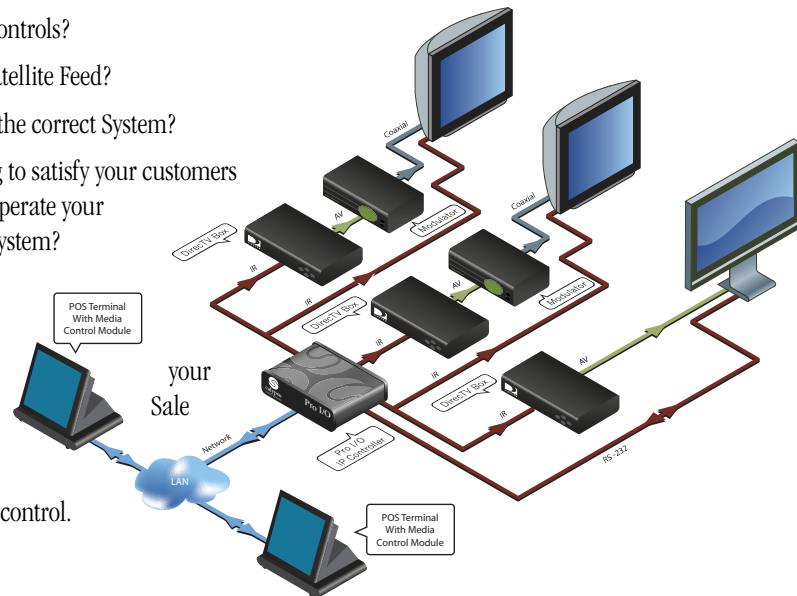 ontrols?
atellite Feed?
the correct System?
g to satisfy your customers
perate your
ystem?
your
Sale
control.
Coaxial
Coaxial
AV
Modulator
DirecTV Box
IR
IR
AV
Modulator
DirecTV Box
IR
IR
AV
DirecTV Box
IR
RS-232
POS Terminal
With Media
Control Module
Pro I/O
Pro I/O
IP Controller
Network
LAN
POS Terminal
With Media
Control Module